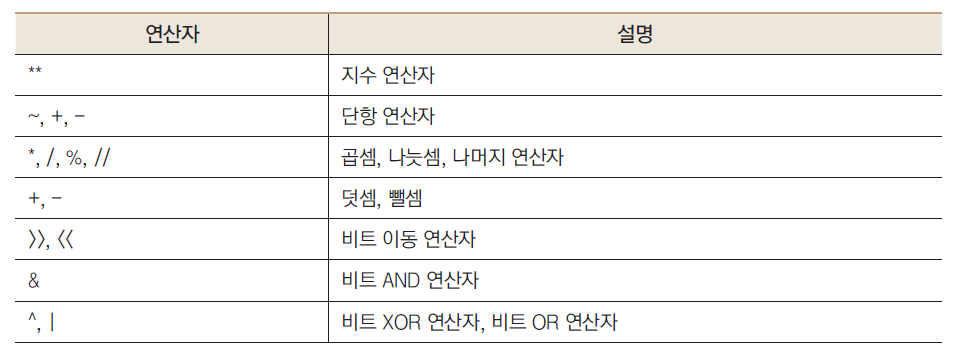 연산자 설명
** 지수 연산자
~, +, - 단항 연산자
*, /, %, // 곱셈, 나눗셈, 나머지 연산자
+, - 덧셈, 뺄셈
>>, << 비트 이동 연산자
& 비트 AND 연산자
^, | 비트 XOR 연산자, 비트 OR 연산자